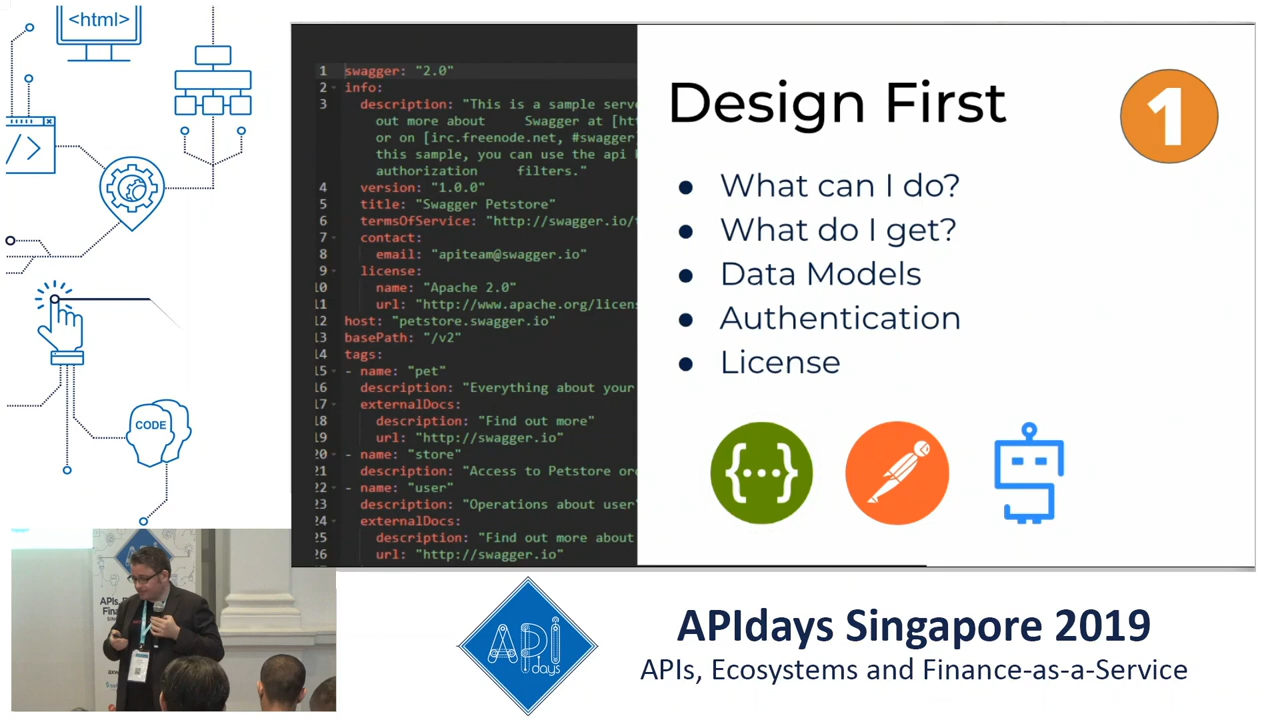 <html>
</>
CODE
1 swagger: "2.0"
2 info:
3 description: "This is a sample serve
out more about Swagger at [htt
or on [irc.freenode.net, #swagger
this sample, you can use the api k
authorization filters."
4 version: "1.0.0"
5 title: "Swagger Petstore"
6 termsOfService: "http://swagger.io/t
7 contact:
8 email: "apiteam@swagger.io"
9 license:
10 name: "Apache 2.0"
11 url: "http://www.apache.org/licens
12 host: "petstore.swagger.io"
13 basePath: "/v2"
14 tags:
15 - name: "pet"
16 description: "Everything about your
17 externalDocs:
18 description: "Find out more"
19 url: "http://swagger.io"
20 - name: "store"
21 description: "Access to Petstore ord
22 - name: "user"
23 description: "Operations about user"
24 externalDocs:
25 description: "Find out more about
26 url: "http://swagger.io"
Design First
1
• What can I do?
• What do I get?
• Data Models
• Authentication
• License
{...}
API
days
APIdays Singapore 2019
APIs, Ecosystems and Finance-as-a-Service